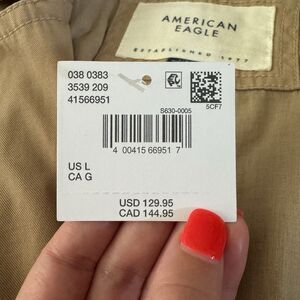 AMERICAN
EAGLE
ESTABLISHED 1977
038 0383
3539 209
41566951
5CF7
S630-0005
4 00415 66951 7
US L
CA G
USD 129.95
CAD 144.95